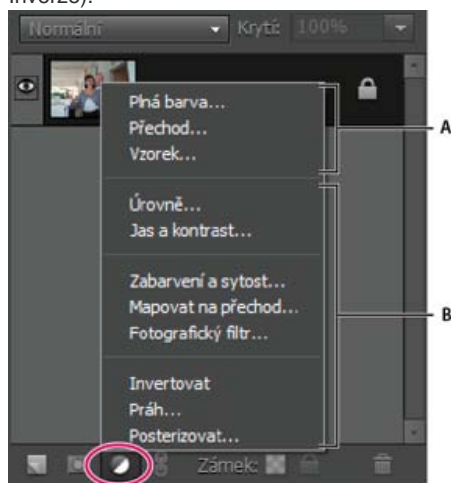 inverze).
Normální Krytí: 100%
Plná barva...
Přechod...
Vzorek...
A
Úrovně...
Jas a kontrast...
Zabarvení a sytost...
Mapovat na přechod...
Fotografický filtr...
B
Invertovat
Práh...
Posterizovat...
Zámek: